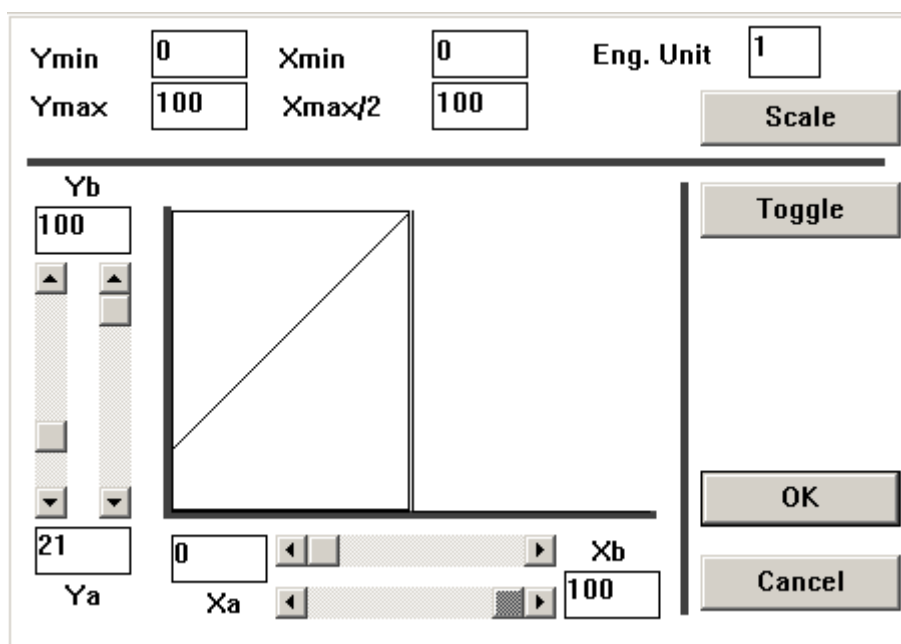 Ymin 0 Xmin 0 Eng. Unit 1
Ymax 100 Xmax/2 100
Scale
Yb
100
Toggle
OK
21
Ya
0
Xa
Xb
100
Cancel